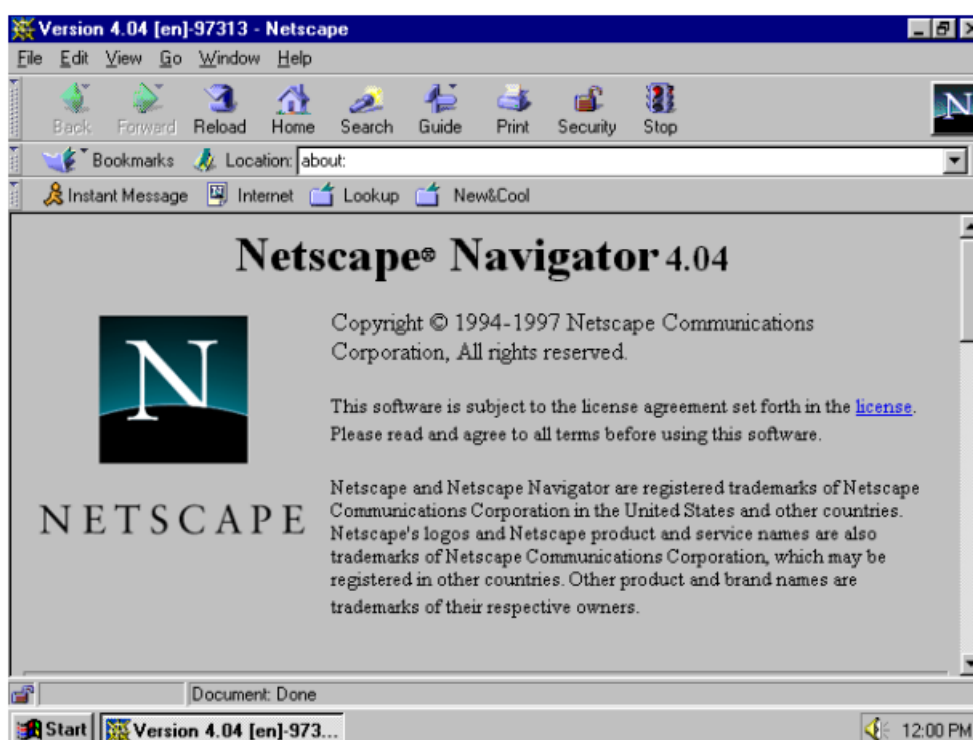 Version 4.04 [en]-97313 - Netscape
File Edit View Go Window Help
Back Forward Reload Home Search Guide Print Security Stop
N
Bookmarks Location: about:
Instant Message Internet Lookup New&Cool
Netscape® Navigator 4.04
N
NETSCAPE
Copyright © 1994-1997 Netscape Communications
Corporation, All rights reserved.
This software is subject to the license agreement set forth in the license.
Please read and agree to all terms before using this software.
Netscape and Netscape Navigator are registered trademarks of Netscape
Communications Corporation in the United States and other countries.
Netscape's logos and Netscape product and service names are also
trademarks of Netscape Communications Corporation, which may be
registered in other countries. Other product and brand names are
trademarks of their respective owners.
Document: Done
Start Version 4.04 [en]-973... 12:00 PM